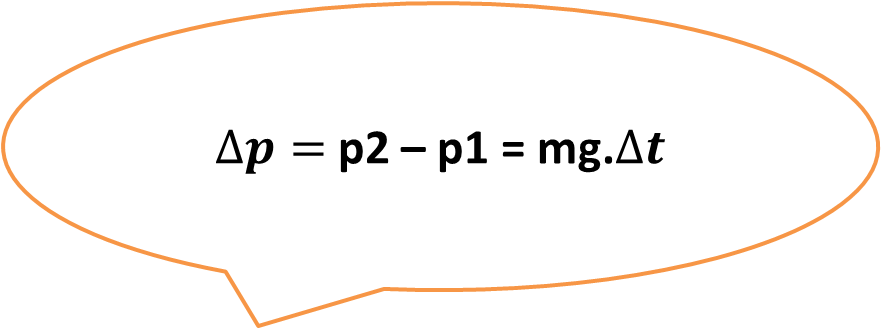 Δp = p2 – p1 = mg.Δt